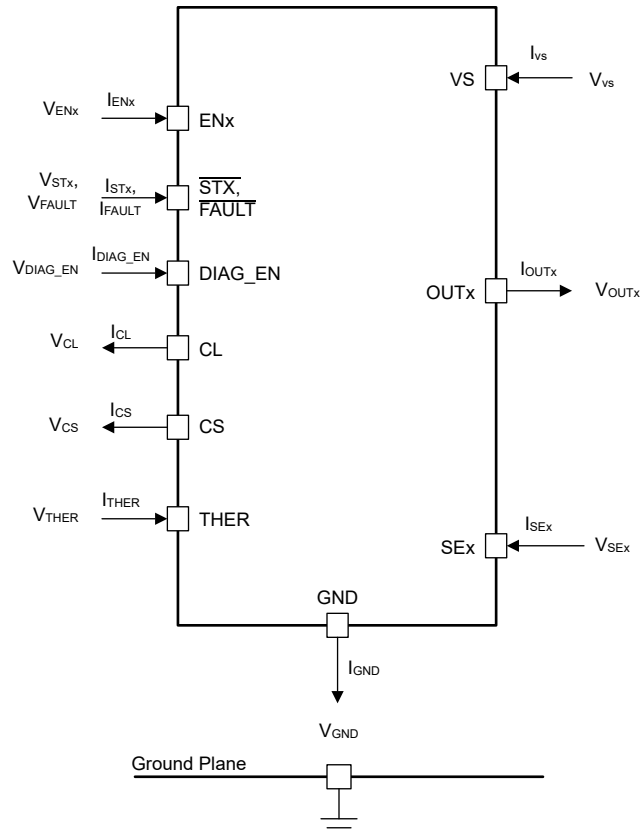 Ivs
VS
Vvs
VENx
IENx
ENx
VSTx,
VFAULT
ISTx,
IFAULT
STX,
FAULT
VDIAG_EN
IDIAG_EN
DIAG_EN
IOUTx
OUTx
VOUTx
VCL
ICL
CL
VCS
ICS
CS
VTHER
ITHER
THER
ISEx
SEx
VSEx
GND
IGND
VGND
Ground Plane